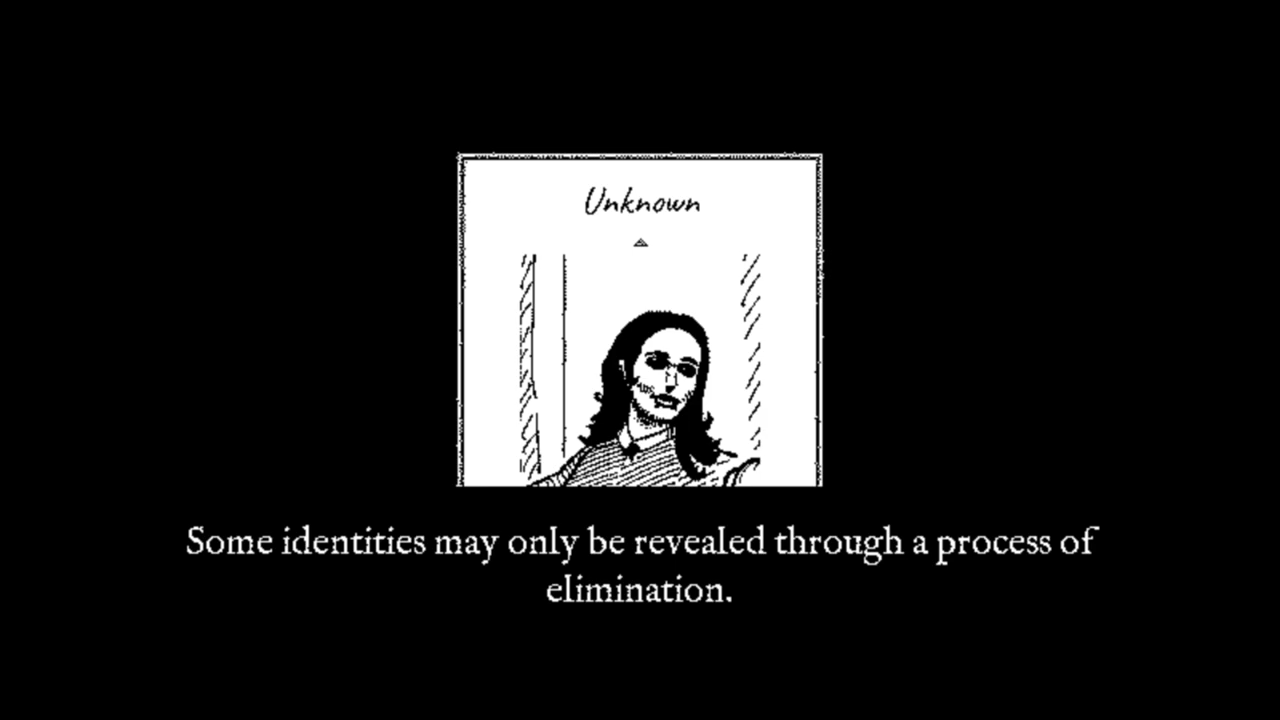 Unknown
Some identities may only be revealed through a process of
elimination.